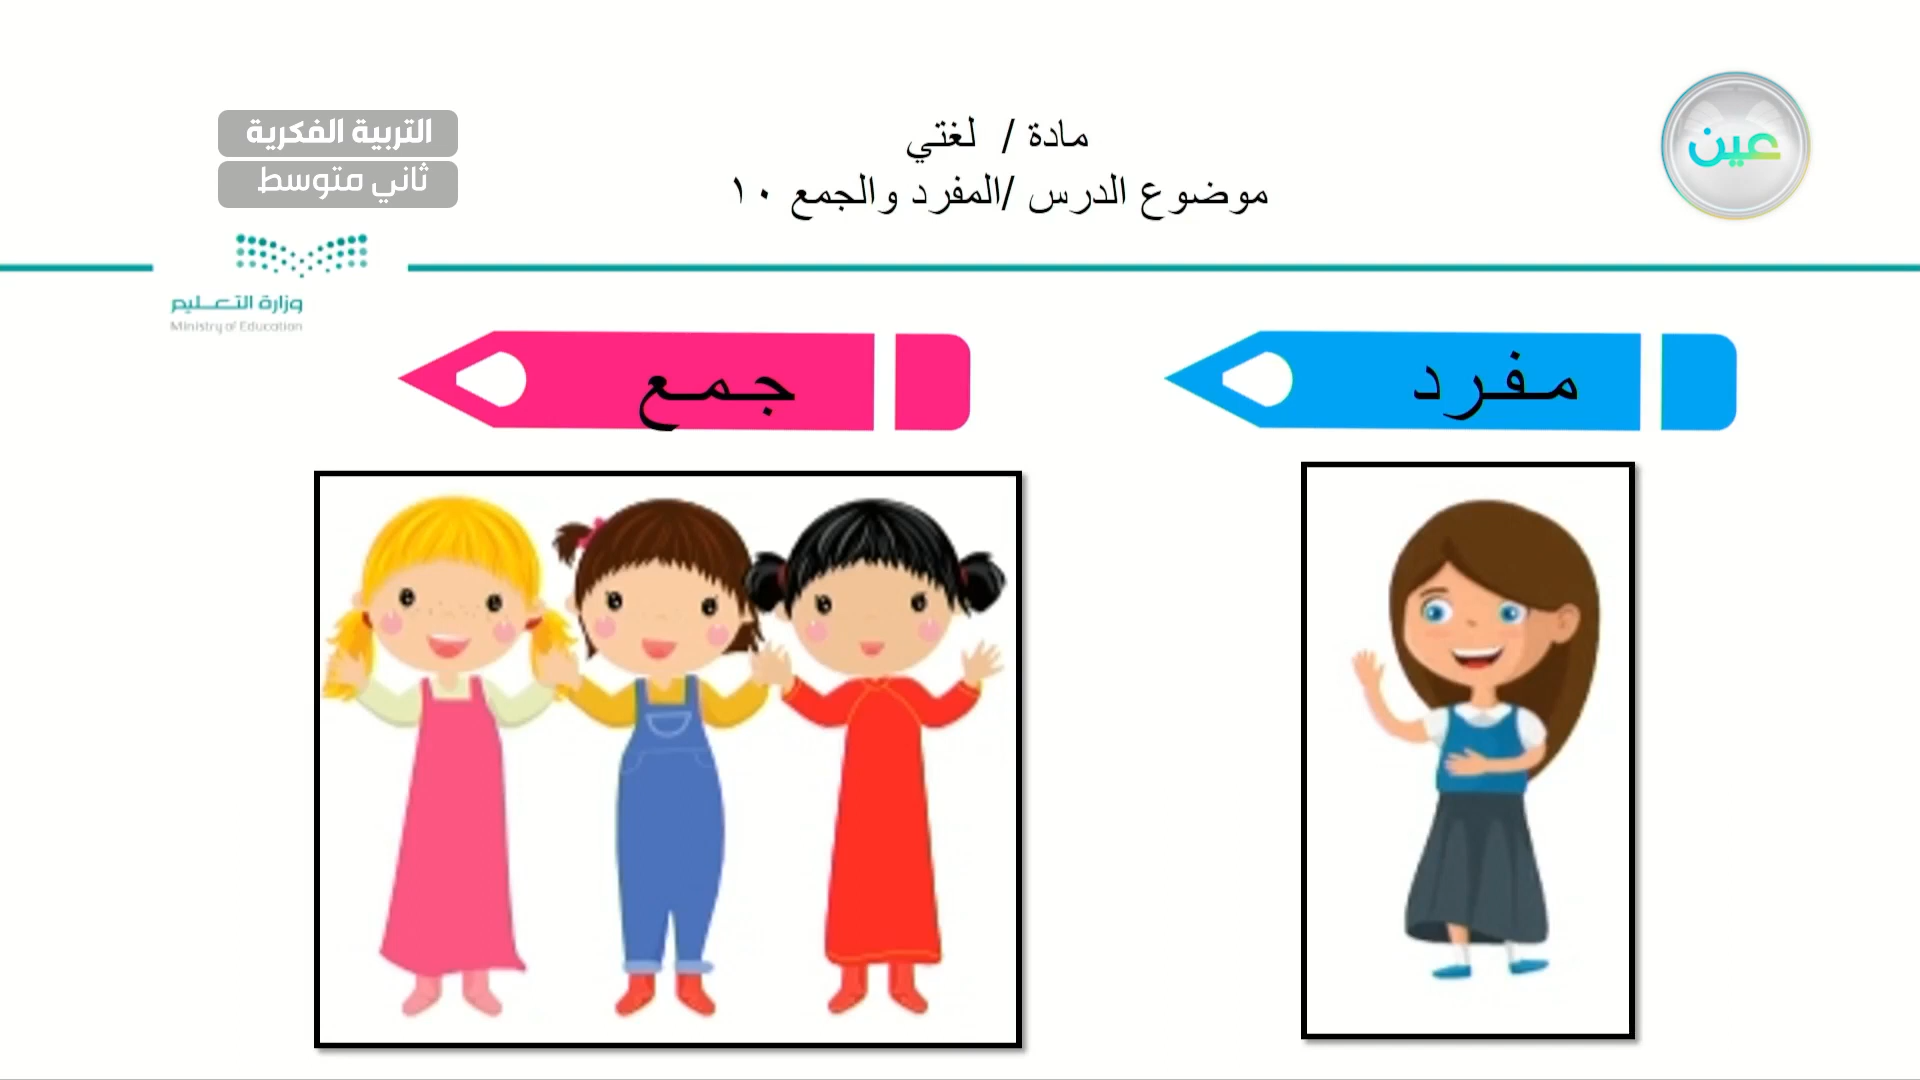 مادة / لغتي
موضوع الدرس /المفرد والجمع ١٠
عين
التربية الفكرية
ثاني متوسط
وزارة التعليم
Ministry of Education
مفرد
جمع